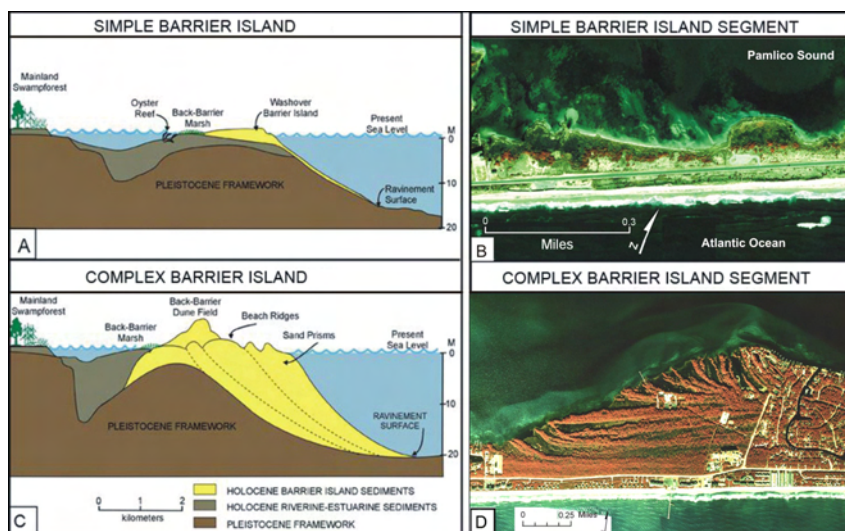 SIMPLE BARRIER ISLAND
Mainland
Swampforest
Oyster
Reef
Back-Barrier
Marsh
Washover
Barrier Island
Present
Sea Level
M
0
10
20
PLEISTOCENE FRAMEWORK
Ravinement
Surface
A
SIMPLE BARRIER ISLAND SEGMENT
Pamlico Sound
0
0.3
Miles
N
Atlantic Ocean
B
COMPLEX BARRIER ISLAND
Mainland
Swampforest
Back-Barrier
Marsh
Back-Barrier
Dune Field
Beach Ridges
Sand Prisms
Present
Sea Level
M
0
10
20
PLEISTOCENE FRAMEWORK
RAVINEMENT
SURFACE
C
0 1 2
kilometers
HOLOCENE BARRIER ISLAND SEDIMENTS
HOLOCENE RIVERINE-ESTUARINE SEDIMENTS
PLEISTOCENE FRAMEWORK
COMPLEX BARRIER ISLAND SEGMENT
0 0.25
Miles
D